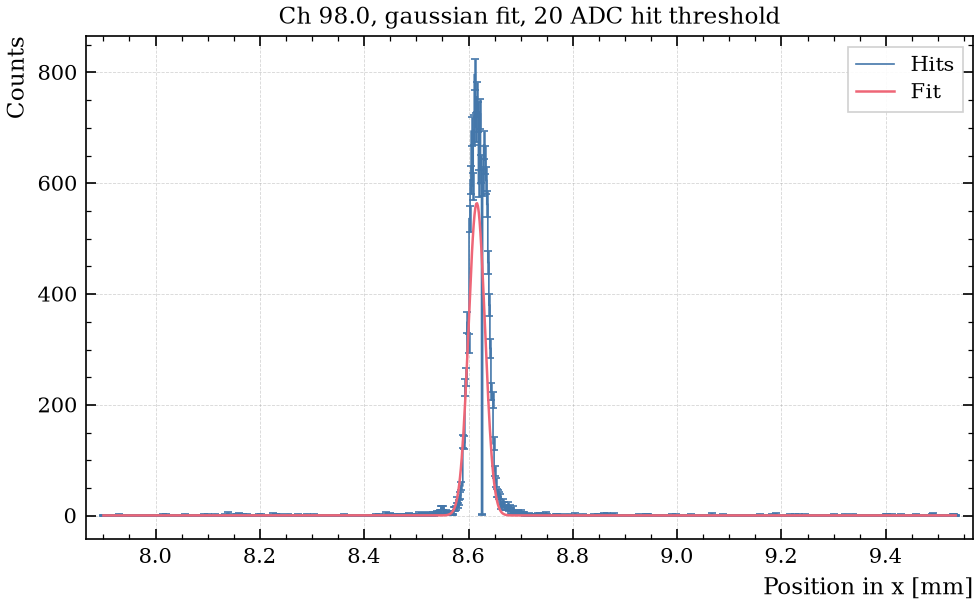 Ch 98.0, gaussian fit, 20 ADC hit threshold
Counts
800
600
400
200
0
Hits
Fit
8.0 8.2 8.4 8.6 8.8 9.0 9.2 9.4
Position in x [mm]